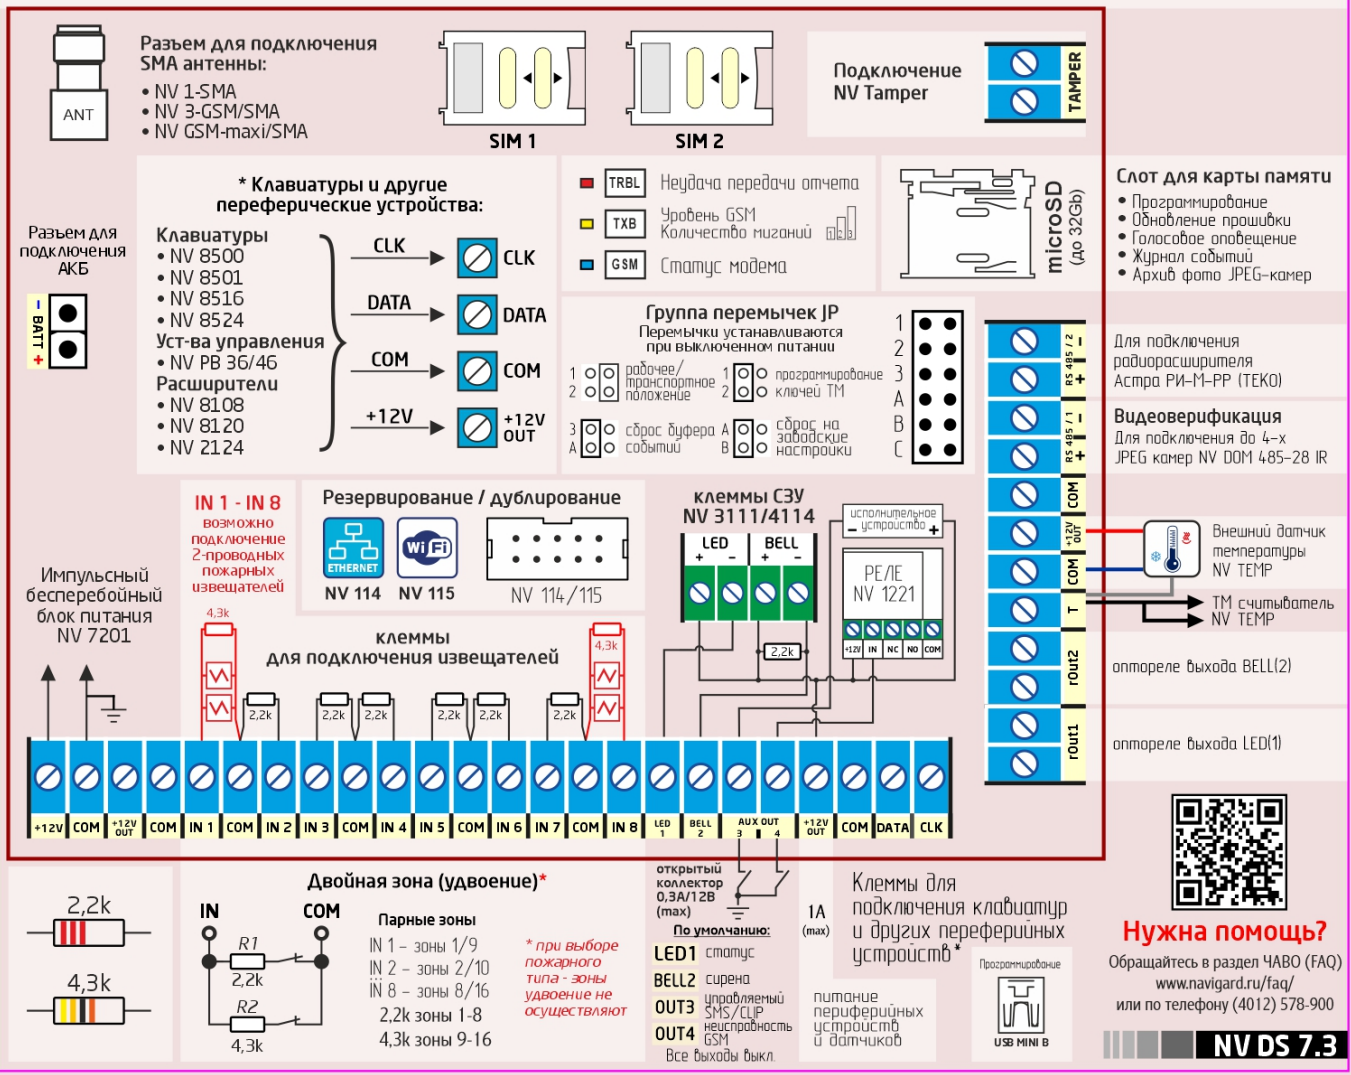 ANT
Разъем для подключения
SMA антенны:
• NV 1-SMA
• NV 3-GSM/SMA
• NV GSM-maxi/SMA
SIM 1
SIM 2
Подключение
NV Tamper
TAMPER
* Клавиатуры и другие
переферические устройства:
Клавиатуры
• NV 8500
• NV 8501
• NV 8516
• NV 8524
Уст-ва управления
• NV PB 36/46
Расширители
• NV 8108
• NV 8120
• NV 2124
CLK
CLK
DATA
DATA
COM
COM
+12V
+12V
OUT
Разъем для
подключения
АКБ
- BATT +
TRBL Неудача передачи отчета
TXB Уровень GSM
Количество миганий 1 2 3
GSM Статус модема
microSD
(до 32Gb)
Слот для карты памяти
• Программирование
• Обновление прошивки
• Голосовое оповещение
• Журнал событий
• Архив фото JPEG-камер
Группа перемычек JP
Перемычки устанавливаются
при выключенном питании
1
2
рабочее/
транспортное
положение
1
2
программирование
ключей ТМ
3
A
сброс буфера
событий
A
B
сброс на
заводские
настройки
1
2
3
A
B
C
RS 485 / 2
- +
Для подключения
радиорасширителя
Астра РИ-М-РР (ТЕКО)
RS 485 / 1
- +
Видеоверификация
Для подключения до 4-х
JPEG камер NV DOM 485-28 IR
COM
+12V
OUT
COM
T
rOut2
rOut1
Внешний датчик
температуры
NV TEMP
ТМ считыватель
NV TEMP
оптореле выхода BELL(2)
оптореле выхода LED(1)
IN 1 - IN 8
возможно
подключение
2-проводных
пожарных
извещателей
Резервирование / дублирование
ETHERNET
WiFi
NV 114
NV 115
NV 114/115
клеммы СЗУ
NV 3111/4114
LED
BELL
+ - + -
исполнительное
- устройство +
РЕЛЕ
NV 1221
+12V IN NC NO COM
2,2k
Импульсный
бесперебойный
блок питания
NV 7201
клеммы
для подключения извещателей
4,3k
2,2k
2,2k
2,2k
2,2k
2,2k
2,2k
4,3k
+12V COM +12V OUT COM IN 1 COM IN 2 IN 3 COM IN 4 IN 5 COM IN 6 IN 7 COM IN 8 LED 1 BELL 2 AUX OUT 3 4 +12V OUT COM DATA CLK
2,2k
4,3k
Двойная зона (удвоение)*
IN
COM
R1
2,2k
R2
4,3k
Парные зоны
IN 1 - зоны 1/9
IN 2 - зоны 2/10
...
IN 8 - зоны 8/16
2,2k зоны 1-8
4,3k зоны 9-16
* при выборе
пожарного
типа - зоны
удвоение не
осуществляют
открытый
коллектор
0,3А/12В
(max)
По умолчанию:
LED1 статус
BELL2 сирена
OUT3 управляемый
SMS/CLIP
OUT4 неисправность
GSM
Все выходы выкл.
1А
(max)
питание
периферийных
устройств
и датчиков
Клеммы для
подключения клавиатур
и других переферийных
устройств*
Программирование
USB MINI B
Нужна помощь?
Обращайтесь в раздел ЧАВО (FAQ)
www.navigard.ru/faq/
или по телефону (4012) 578-900
NV DS 7.3